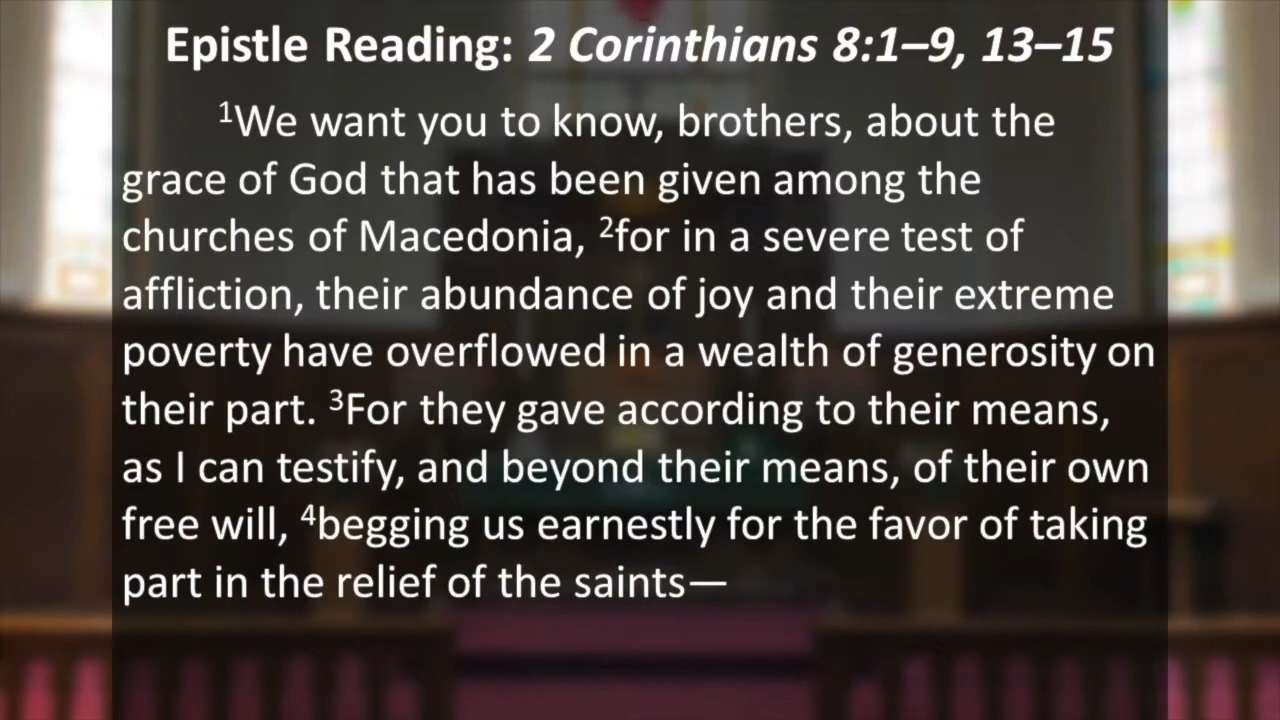 Epistle Reading: 2 Corinthians 8:1–9, 13–15
¹We want you to know, brothers, about the
grace of God that has been given among the
churches of Macedonia, ²for in a severe test of
affliction, their abundance of joy and their extreme
poverty have overflowed in a wealth of generosity on
their part. ³For they gave according to their means,
as I can testify, and beyond their means, of their own
free will, ⁴begging us earnestly for the favor of taking
part in the relief of the saints—